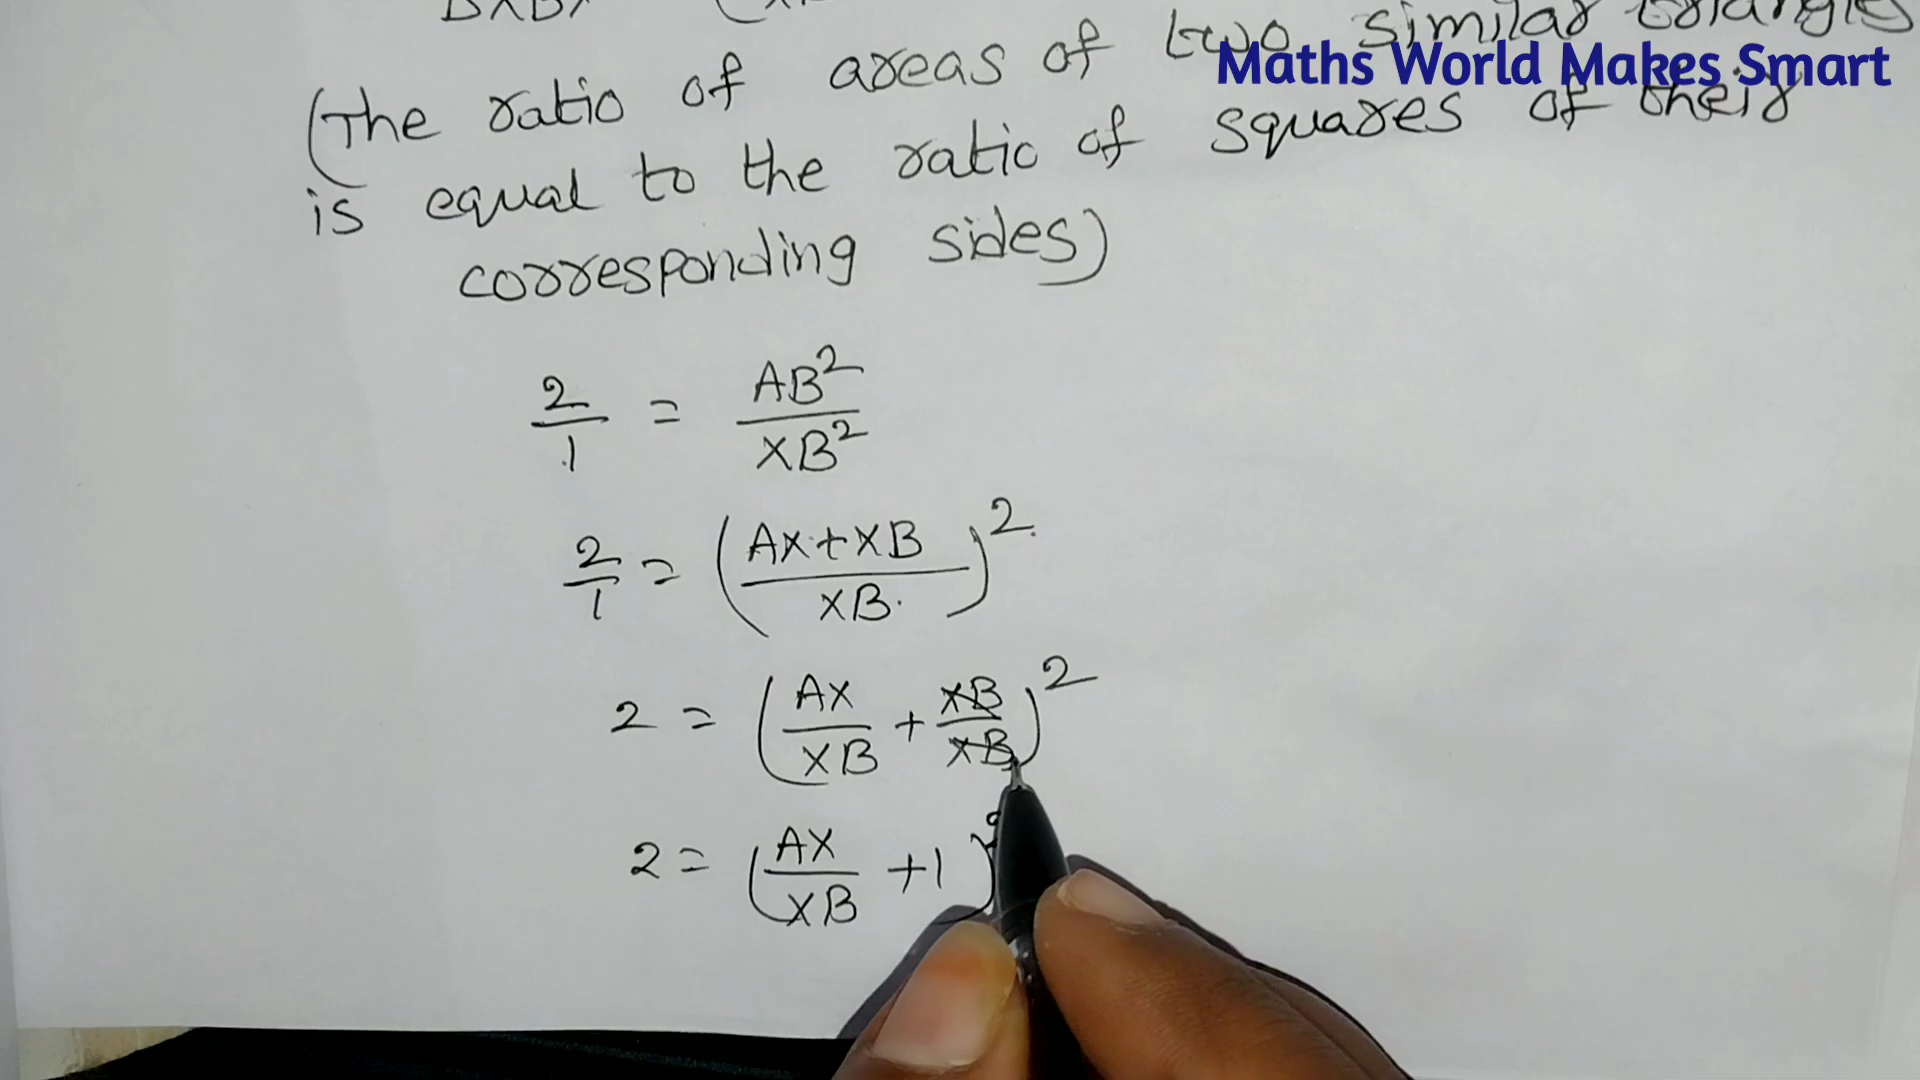 Maths World Makes Smart
(The ratio of areas of two similar triangles
is equal to the ratio of squares of their
corresponding sides)
2/1 = AB²/XB²
2/1 = (AX+XB/XB)²
2 = (AX/XB + XB/XB)²
2 = (AX/XB + 1)²